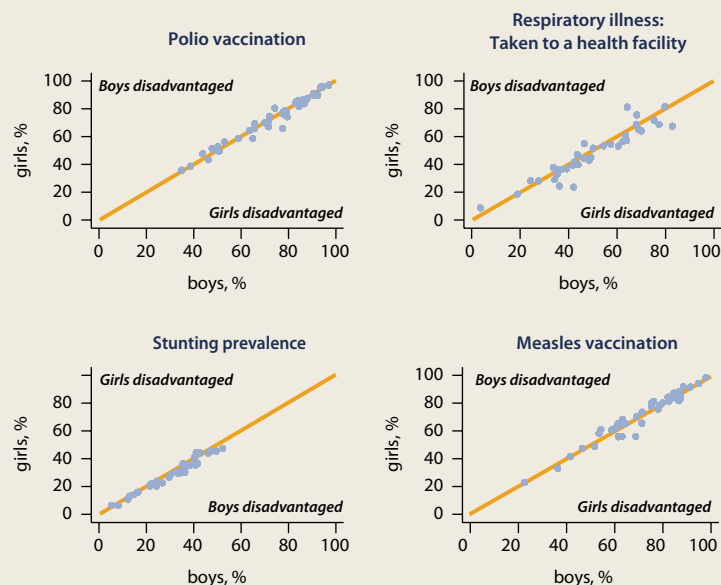 Polio vaccination
100
80
60
40
20
0
girls, %
Boys disadvantaged
Girls disadvantaged
0 20 40 60 80 100
boys, %
Respiratory illness:
Taken to a health facility
100
80
60
40
20
0
girls, %
Boys disadvantaged
Girls disadvantaged
0 20 40 60 80 100
boys, %
Stunting prevalence
80
60
40
20
0
girls, %
Girls disadvantaged
Boys disadvantaged
0 20 40 60 80 100
boys, %
Measles vaccination
100
80
60
40
20
0
girls, %
Boys disadvantaged
Girls disadvantaged
0 20 40 60 80 100
boys, %